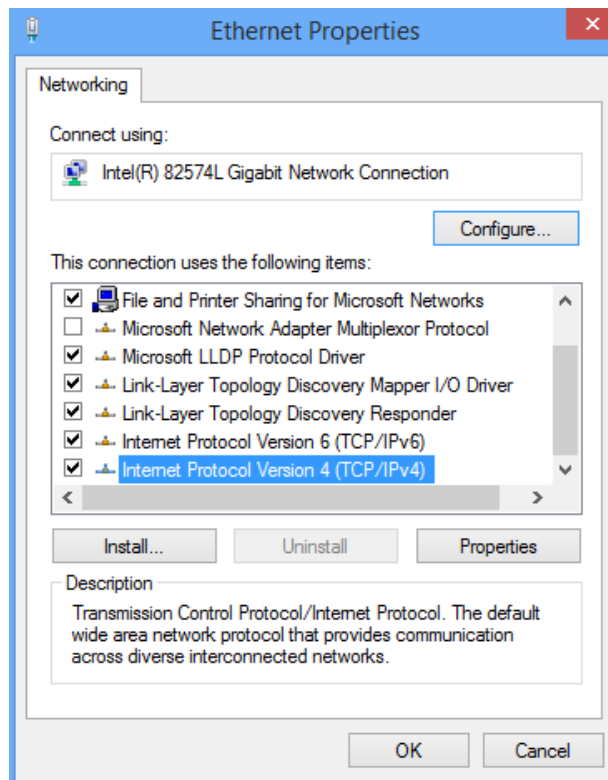 Ethernet Properties
Networking
Connect using:
Intel(R) 82574L Gigabit Network Connection
Configure...
This connection uses the following items:
File and Printer Sharing for Microsoft Networks
Microsoft Network Adapter Multiplexor Protocol
Microsoft LLDP Protocol Driver
Link-Layer Topology Discovery Mapper I/O Driver
Link-Layer Topology Discovery Responder
Internet Protocol Version 6 (TCP/IPv6)
Internet Protocol Version 4 (TCP/IPv4)
Install... Uninstall Properties
Description
Transmission Control Protocol/Internet Protocol. The default
wide area network protocol that provides communication
across diverse interconnected networks.
OK Cancel